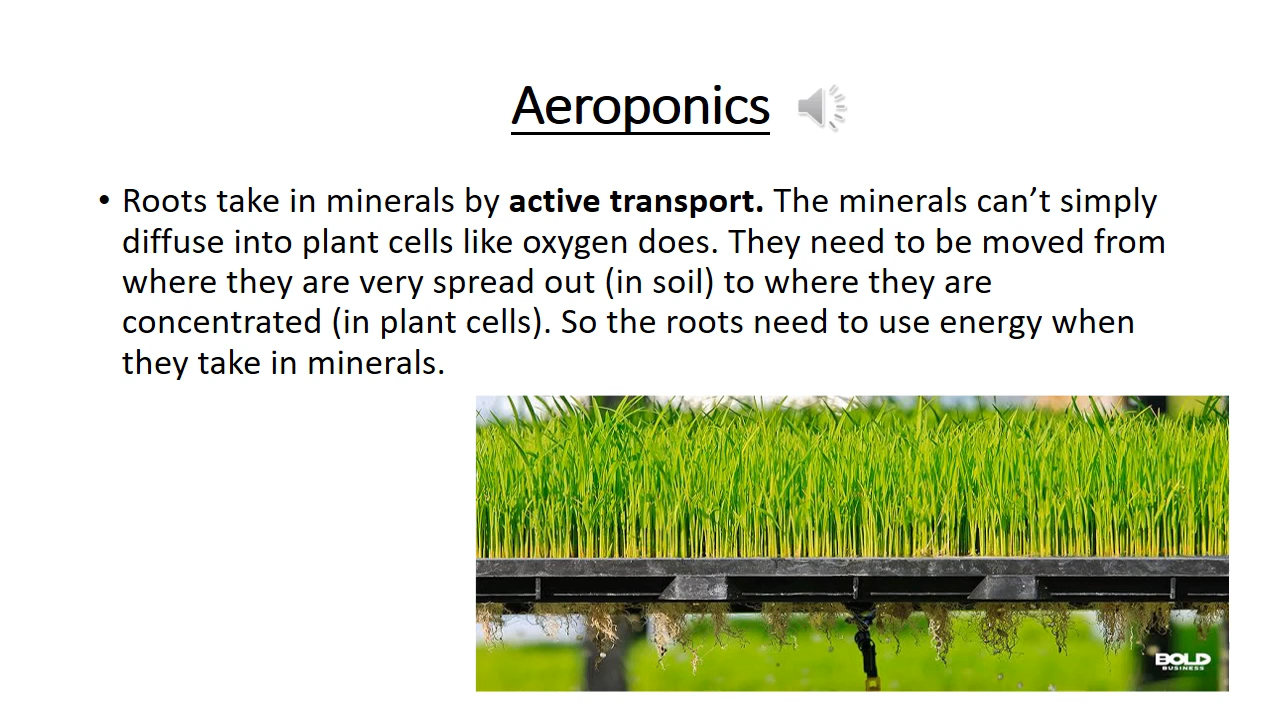 Aeroponics
• Roots take in minerals by active transport. The minerals can’t simply
diffuse into plant cells like oxygen does. They need to be moved from
where they are very spread out (in soil) to where they are
concentrated (in plant cells). So the roots need to use energy when
they take in minerals.
BOLD
BUSINESS